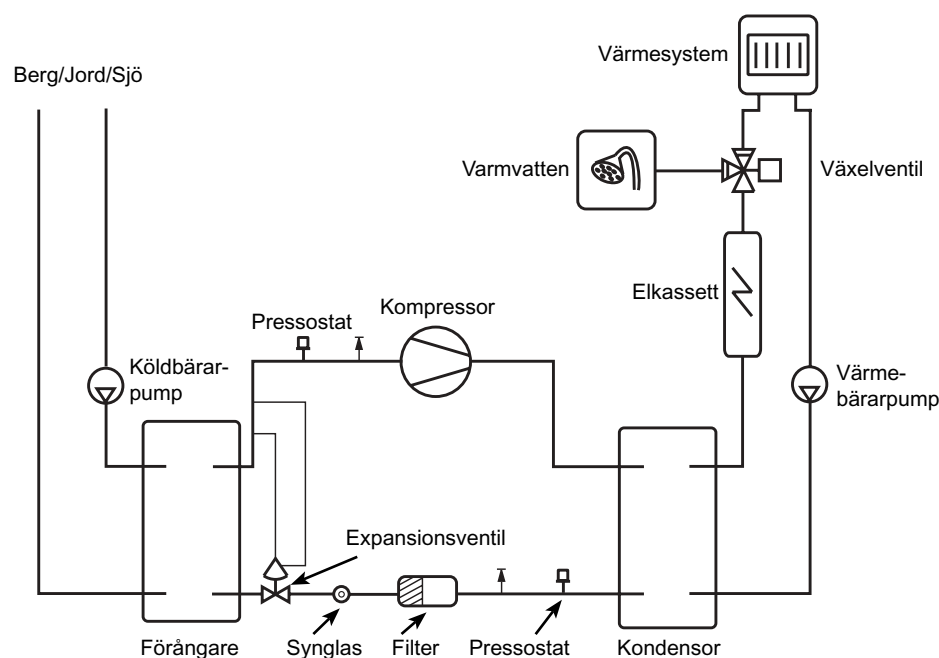 Värmesystem
Berg/Jord/Sjö
Varmvatten
Växelventil
Elkassett
Kompressor
Pressostat
Köldbärar-
pump
Värme-
bärarpump
Expansionsventil
Förångare
Synglas
Filter
Pressostat
Kondensor